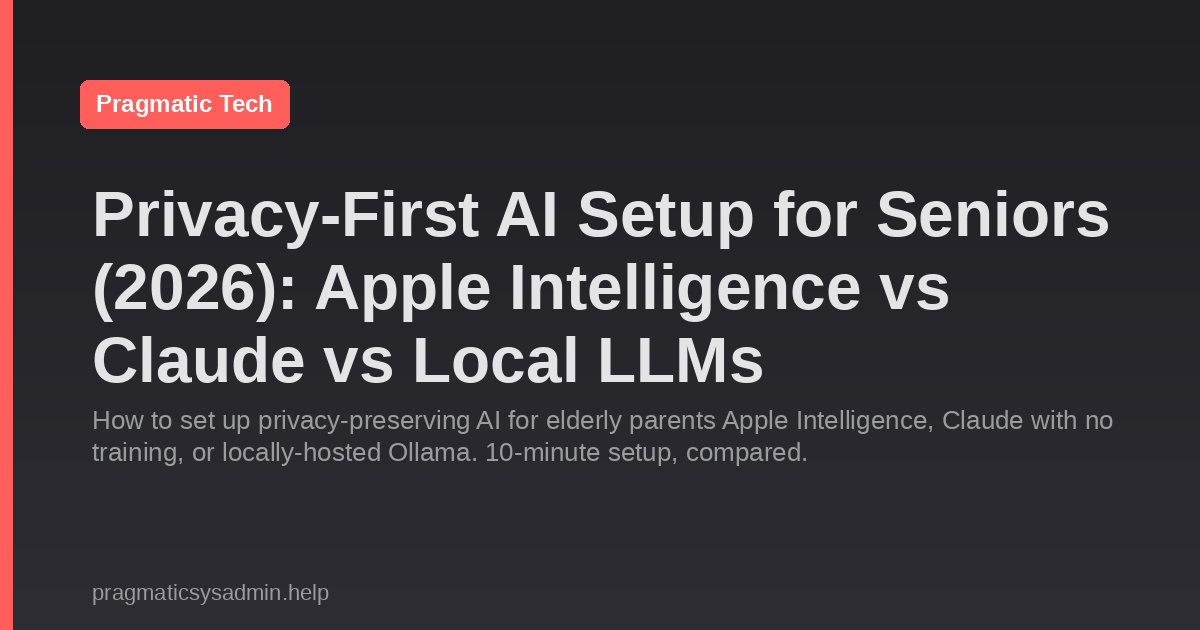 Pragmatic Tech
Privacy-First AI Setup for Seniors
(2026): Apple Intelligence vs
Claude vs Local LLMs
How to set up privacy-preserving AI for elderly parents Apple Intelligence, Claude with no
training, or locally-hosted Ollama. 10-minute setup, compared.
pragmaticsysadmin.help